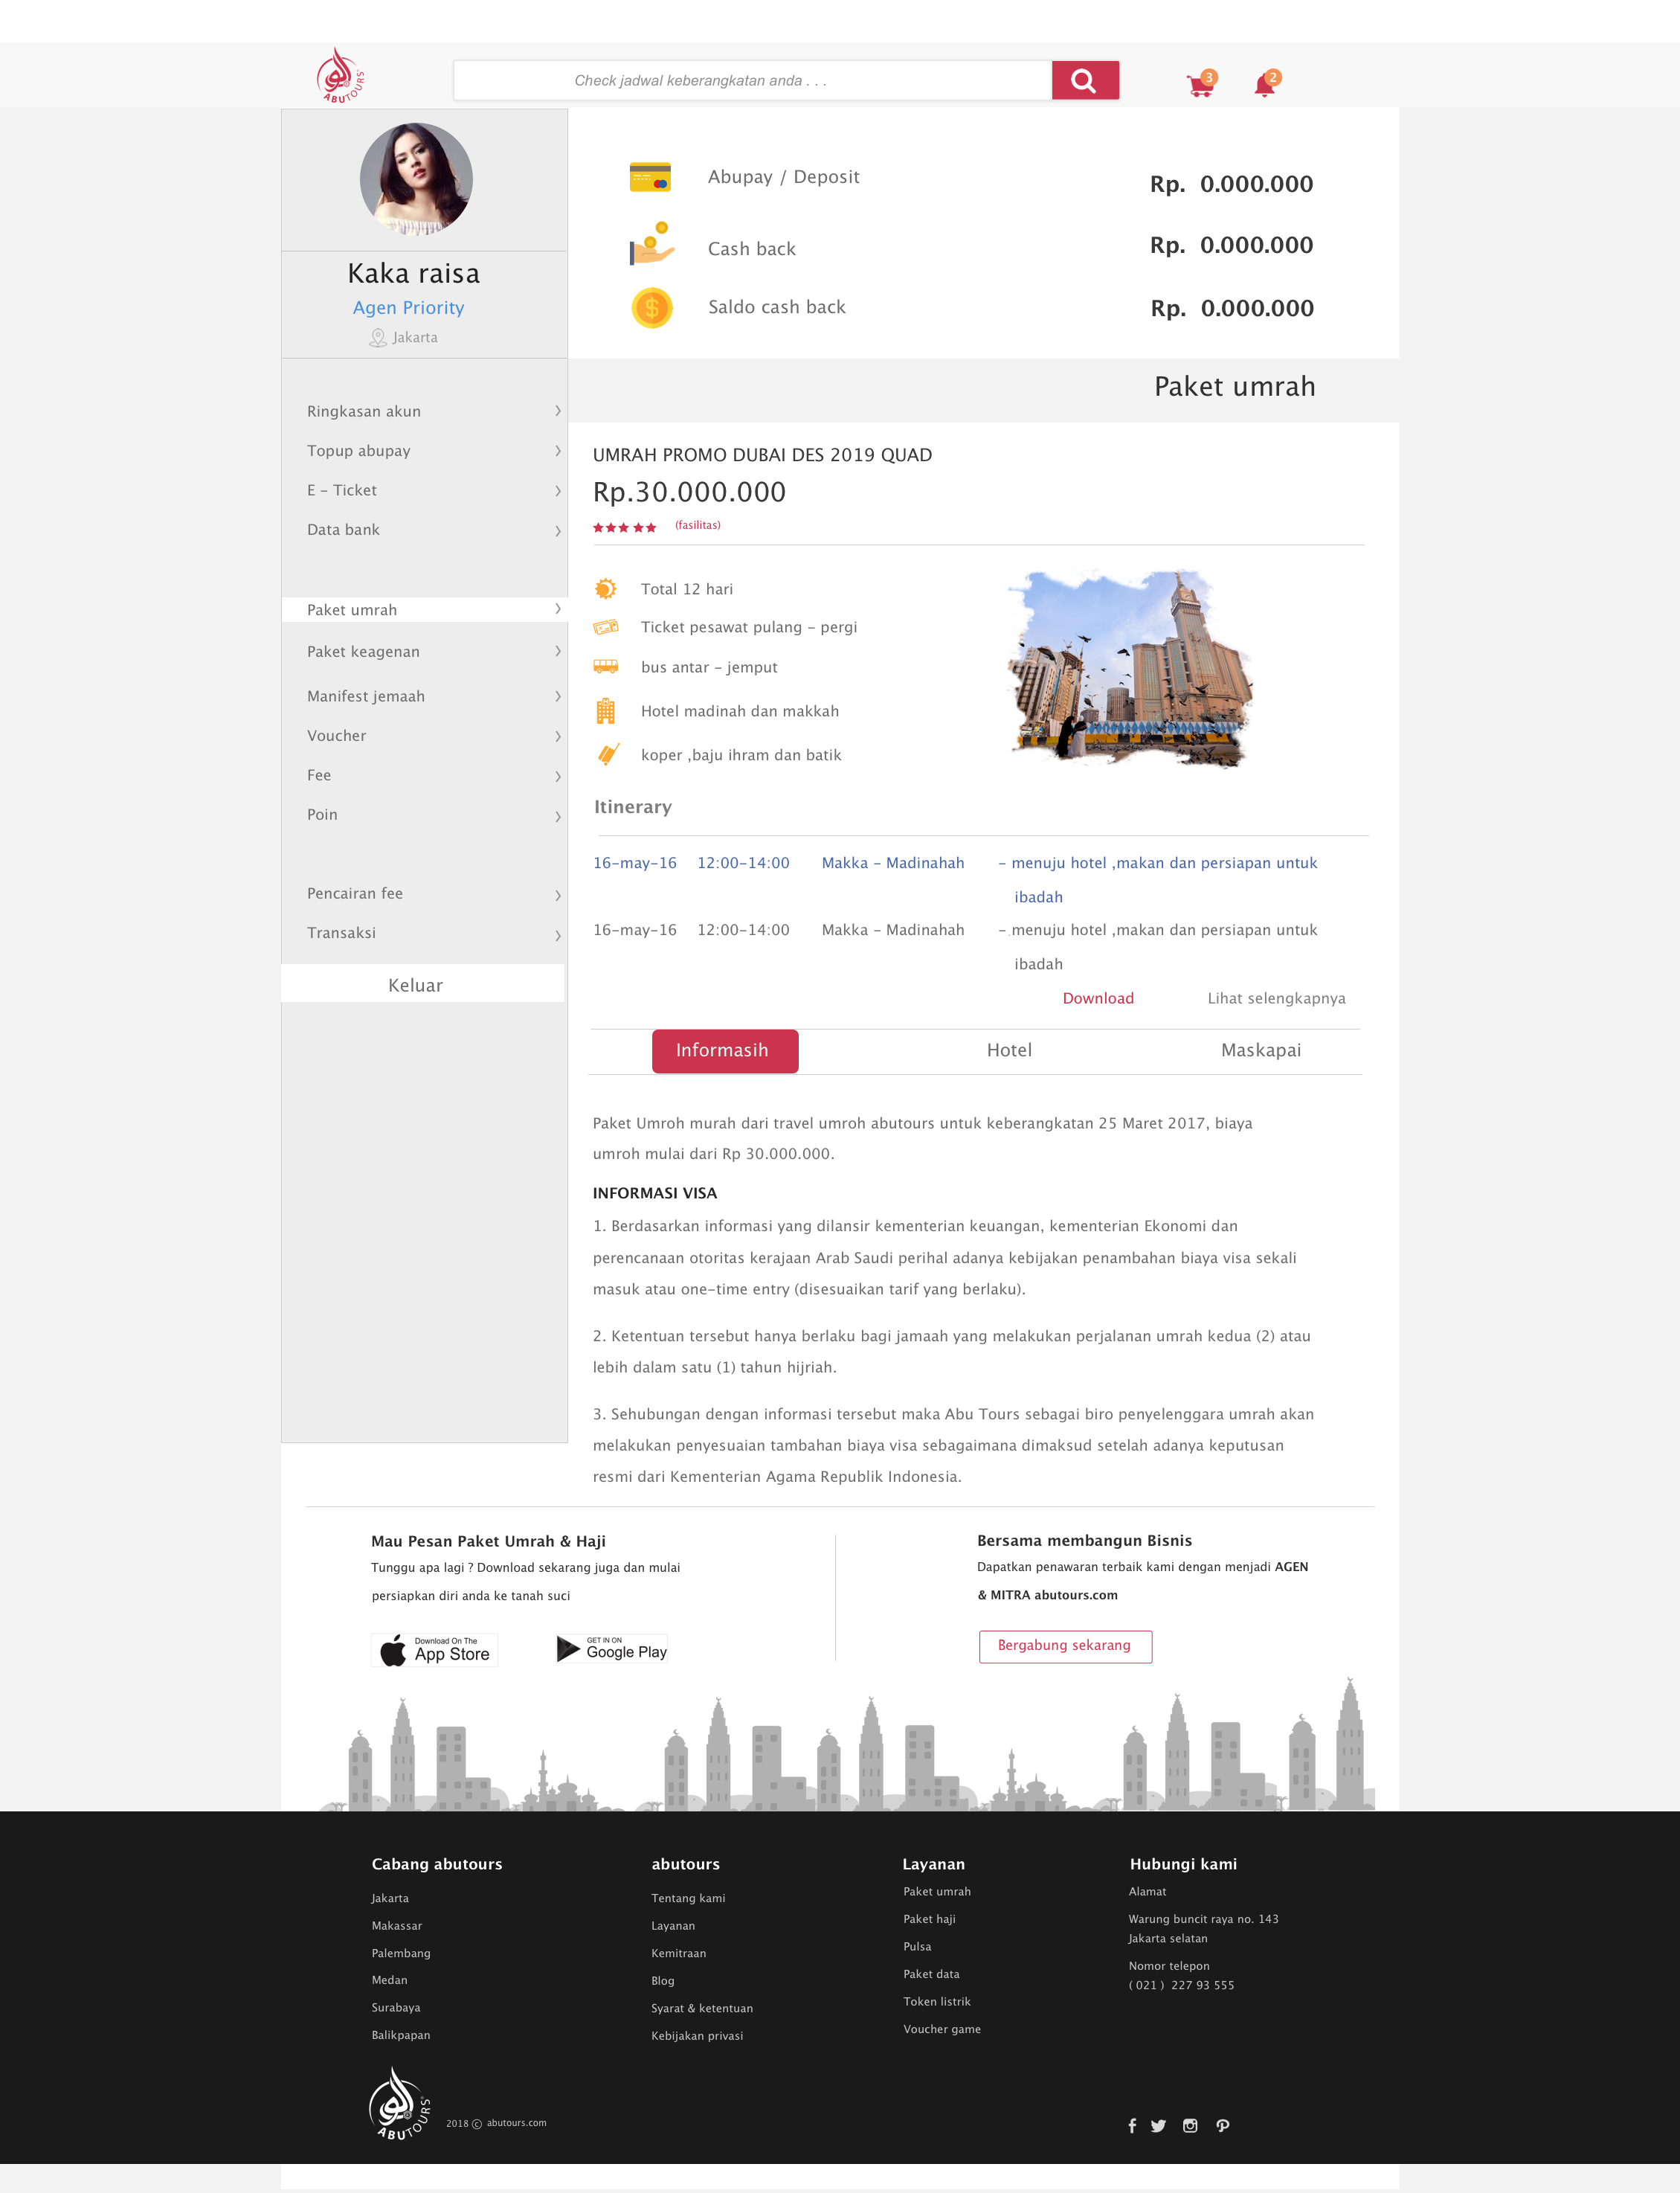 ABUTOURS
Check jadwal keberangkatan anda . . .
3
2
Kaka raisa
Agen Priority
Jakarta
Abupay / Deposit Rp. 0.000.000
Cash back Rp. 0.000.000
Saldo cash back Rp. 0.000.000
Paket umrah
Ringkasan akun
Topup abupay
E - Ticket
Data bank
Paket umrah
Paket keagenan
Manifest jemaah
Voucher
Fee
Poin
Pencairan fee
Transaksi
Keluar
UMRAH PROMO DUBAI DES 2019 QUAD
Rp.30.000.000
(fasilitas)
Total 12 hari
Ticket pesawat pulang - pergi
bus antar - jemput
Hotel madinah dan makkah
koper ,baju ihram dan batik
Itinerary
16-may-16 12:00-14:00 Makka - Madinahah - menuju hotel ,makan dan persiapan untuk
ibadah
16-may-16 12:00-14:00 Makka - Madinahah - menuju hotel ,makan dan persiapan untuk
ibadah
Download Lihat selengkapnya
Informasih Hotel Maskapai
Paket Umroh murah dari travel umroh abutours untuk keberangkatan 25 Maret 2017, biaya
umroh mulai dari Rp 30.000.000.
INFORMASI VISA
1. Berdasarkan informasi yang dilansir kementerian keuangan, kementerian Ekonomi dan
perencanaan otoritas kerajaan Arab Saudi perihal adanya kebijakan penambahan biaya visa sekali
masuk atau one-time entry (disesuaikan tarif yang berlaku).
2. Ketentuan tersebut hanya berlaku bagi jamaah yang melakukan perjalanan umrah kedua (2) atau
lebih dalam satu (1) tahun hijriah.
3. Sehubungan dengan informasi tersebut maka Abu Tours sebagai biro penyelenggara umrah akan
melakukan penyesuaian tambahan biaya visa sebagaimana dimaksud setelah adanya keputusan
resmi dari Kementerian Agama Republik Indonesia.
Mau Pesan Paket Umrah & Haji
Tunggu apa lagi ? Download sekarang juga dan mulai
persiapkan diri anda ke tanah suci
Download On The
App Store
GET IN ON
Google Play
Bersama membangun Bisnis
Dapatkan penawaran terbaik kami dengan menjadi AGEN
& MITRA abutours.com
Bergabung sekarang
Cabang abutours
Jakarta
Makassar
Palembang
Medan
Surabaya
Balikpapan
abutours
Tentang kami
Layanan
Kemitraan
Blog
Syarat & ketentuan
Kebijakan privasi
Layanan
Paket umrah
Paket haji
Pulsa
Paket data
Token listrik
Voucher game
Hubungi kami
Alamat
Warung buncit raya no. 143
Jakarta selatan
Nomor telepon
( 021 ) 227 93 555
ABUTOURS
2018 © abutours.com